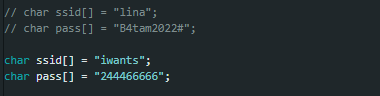 // char ssid[] = "lina";
// char pass[] = "B4tam2022#";
char ssid[] = "iwants";
char pass[] = "244466666";